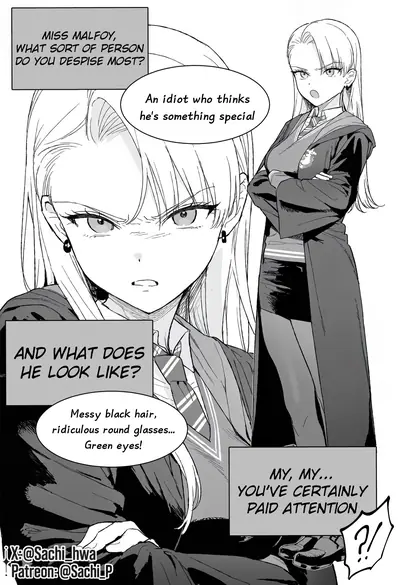 MISS MALFOY,
WHAT SORT OF PERSON
DO YOU DESPISE MOST?
An idiot who thinks
he's something special
AND WHAT DOES
HE LOOK LIKE?
Messy black hair,
ridiculous round glasses...
Green eyes!
MY, MY...
YOU'VE CERTAINLY
PAID ATTENTION.
?!
X-@Sachi_hwa
Patreon: @Sachi_P